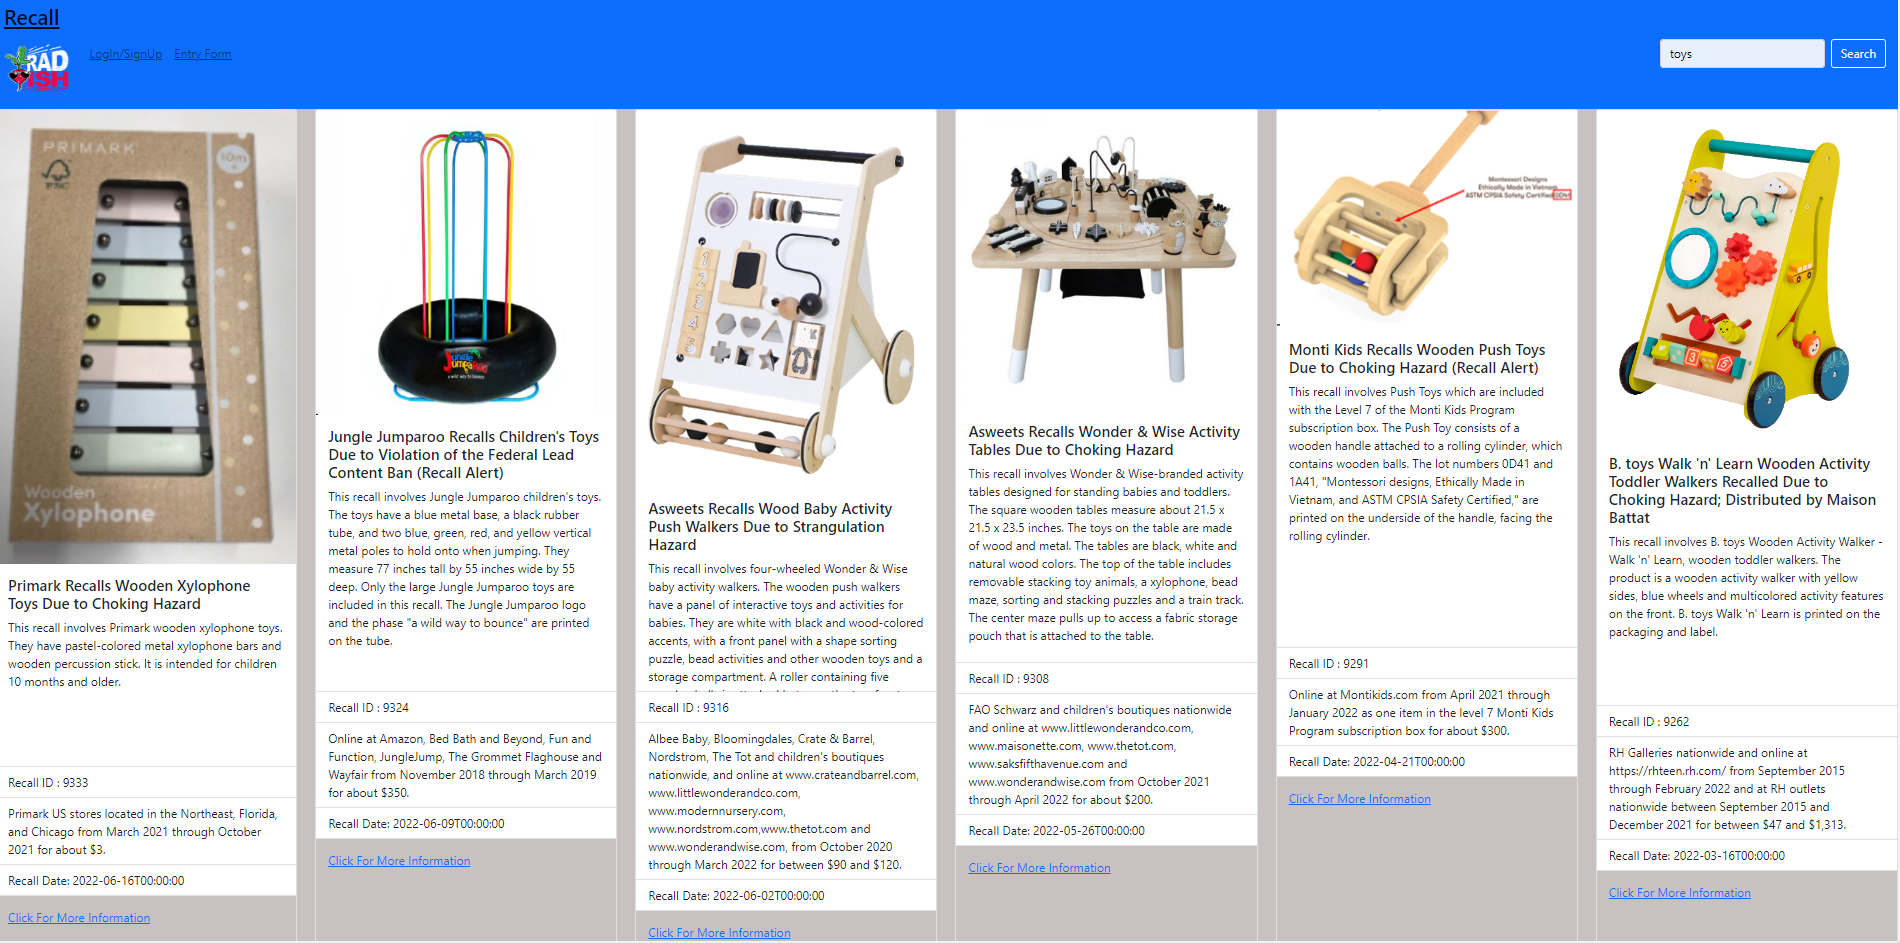 Recall
RAD
ISH
LogIn/SignUp
Entry Form
toys
Search
PRIMARK
FSC
10m
+
Wooden
Xylophone
Primark Recalls Wooden Xylophone
Toys Due to Choking Hazard
This recall involves Primark wooden xylophone toys.
They have pastel-colored metal xylophone bars and
wooden percussion stick. It is intended for children
10 months and older.
Recall ID : 9333
Primark US stores located in the Northeast, Florida,
and Chicago from March 2021 through October
2021 for about $3.
Recall Date: 2022-06-16T00:00:00
Click For More Information
Jungle
JumpaRoo
a wild way to bounce
Jungle Jumparoo Recalls Children's Toys
Due to Violation of the Federal Lead
Content Ban (Recall Alert)
This recall involves Jungle Jumparoo children's toys.
The toys have a blue metal base, a black rubber
tube, and two blue, green, red, and yellow vertical
metal poles to hold onto when jumping. They
measure 77 inches tall by 55 inches wide by 55
deep. Only the large Jungle Jumparoo toys are
included in this recall. The Jungle Jumparoo logo
and the phase "a wild way to bounce" are printed
on the tube.
Recall ID : 9324
Online at Amazon, Bed Bath and Beyond, Fun and
Function, JungleJump, The Grommet Flaghouse and
Wayfair from November 2018 through March 2019
for about $350.
Recall Date: 2022-06-09T00:00:00
Click For More Information
1
2
3
4
5
Asweets Recalls Wood Baby Activity
Push Walkers Due to Strangulation
Hazard
This recall involves four-wheeled Wonder & Wise
baby activity walkers. The wooden push walkers
have a panel of interactive toys and activities for
babies. They are white with black and wood-colored
accents, with a front panel with a shape sorting
puzzle, bead activities and other wooden toys and a
storage compartment. A roller containing five
Recall ID : 9316
Albee Baby, Bloomingdales, Crate & Barrel,
Nordstrom, The Tot and children's boutiques
nationwide, and online at www.crateandbarrel.com,
www.littlewonderandco.com,
www.modernnursery.com,
www.nordstrom.com,www.thetot.com and
www.wonderandwise.com, from October 2020
through March 2022 for between $90 and $120.
Recall Date: 2022-06-02T00:00:00
Click For More Information
Asweets Recalls Wonder & Wise Activity
Tables Due to Choking Hazard
This recall involves Wonder & Wise-branded activity
tables designed for standing babies and toddlers.
The square wooden tables measure about 21.5 x
21.5 x 23.5 inches. The toys on the table are made
of wood and metal. The tables are black, white and
natural wood colors. The top of the table includes
removable stacking toy animals, a xylophone, bead
maze, sorting and stacking puzzles and a train track.
The center maze pulls up to access a fabric storage
pouch that is attached to the table.
Recall ID : 9308
FAO Schwarz and children's boutiques nationwide
and online at www.littlewonderandco.com,
www.maisonette.com, www.thetot.com,
www.saksfifthavenue.com and
www.wonderandwise.com from October 2021
through April 2022 for about $200.
Recall Date: 2022-05-26T00:00:00
Click For More Information
Montessori Designs
Ethically Made in Vietnam
ASTM CPSIA Safety Certified 0D41
Monti Kids Recalls Wooden Push Toys
Due to Choking Hazard (Recall Alert)
This recall involves Push Toys which are included
with the Level 7 of the Monti Kids Program
subscription box. The Push Toy consists of a
wooden handle attached to a rolling cylinder, which
contains wooden balls. The lot numbers 0D41 and
1A41, "Montessori designs, Ethically Made in
Vietnam, and ASTM CPSIA Safety Certified," are
printed on the underside of the handle, facing the
rolling cylinder.
Recall ID : 9291
Online at Montikids.com from April 2021 through
January 2022 as one item in the level 7 Monti Kids
Program subscription box for about $300.
Recall Date: 2022-04-21T00:00:00
Click For More Information
3
5
B. toys Walk 'n' Learn Wooden Activity
Toddler Walkers Recalled Due to
Choking Hazard; Distributed by Maison
Battat
This recall involves B. toys Wooden Activity Walker -
Walk 'n' Learn, wooden toddler walkers. The
product is a wooden activity walker with yellow
sides, blue wheels and multicolored activity features
on the front. B. toys Walk 'n' Learn is printed on the
packaging and label.
Recall ID : 9262
RH Galleries nationwide and online at
https://rhteen.rh.com/ from September 2015
through February 2022 and at RH outlets
nationwide between September 2015 and
December 2021 for between $47 and $1,313.
Recall Date: 2022-03-16T00:00:00
Click For More Information